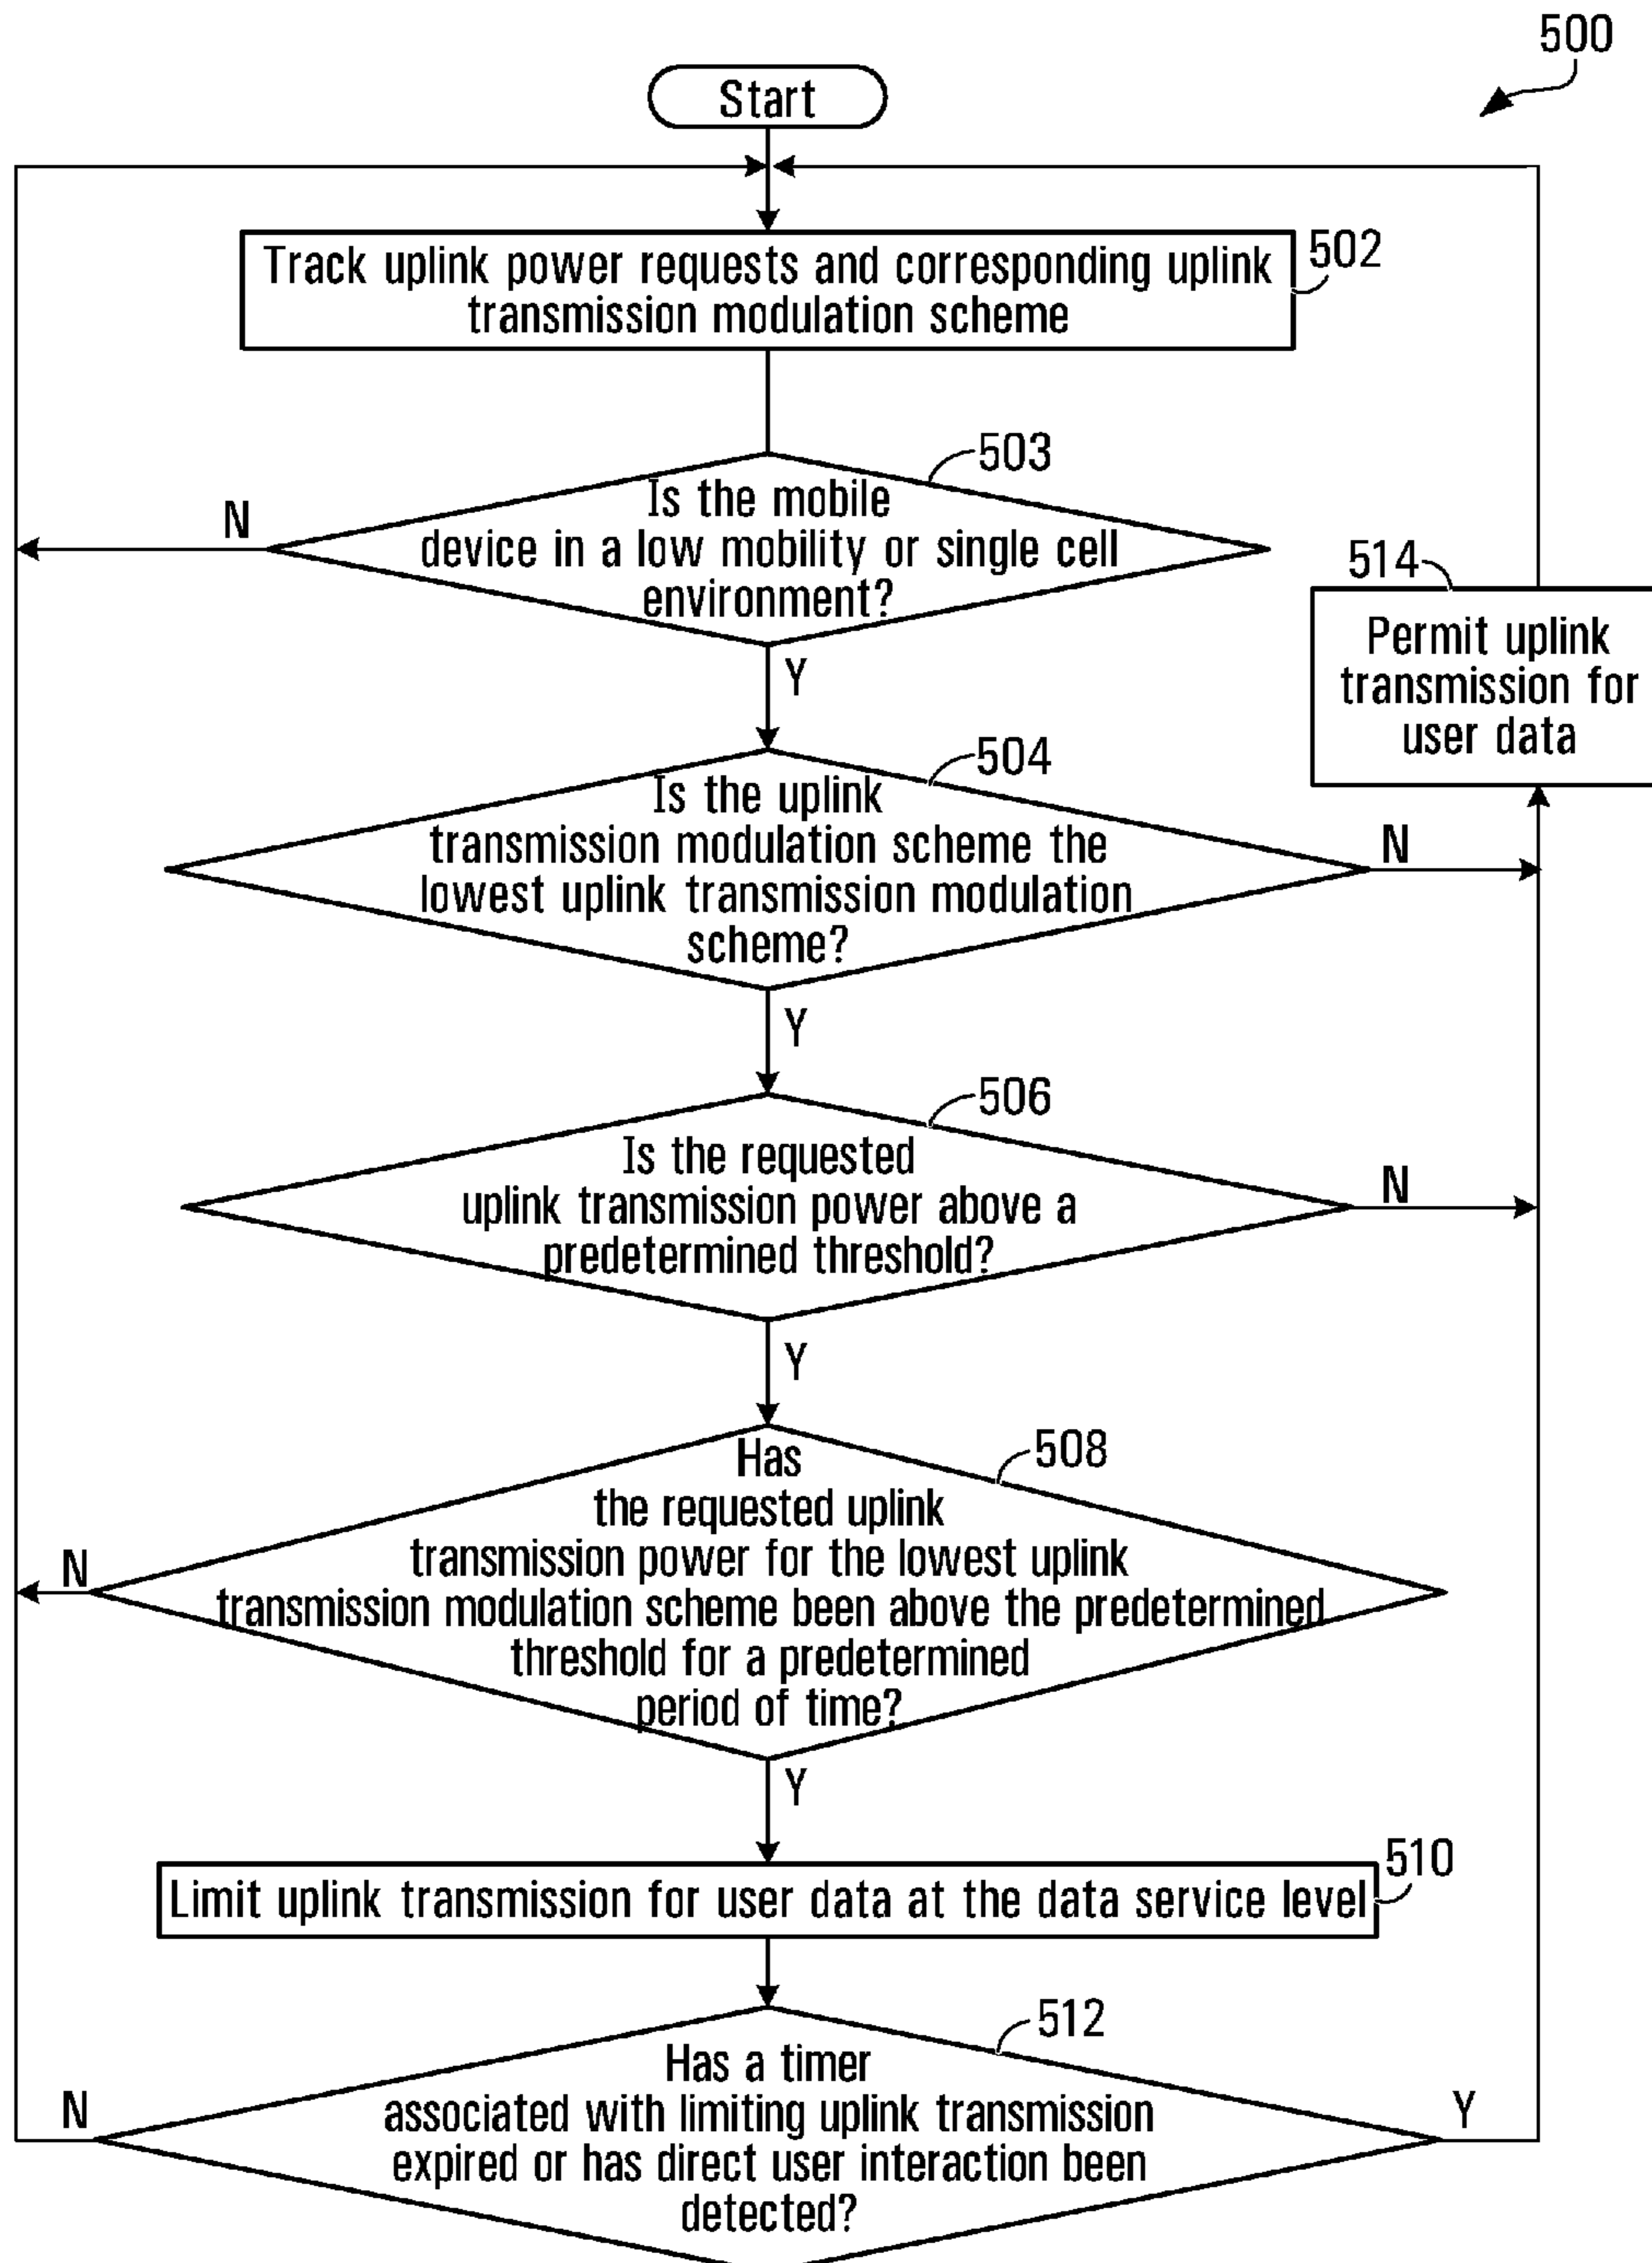 500
Start
Track uplink power requests and corresponding uplink
transmission modulation scheme
502
503
Is the mobile
device in a low mobility or single cell
environment?
N
Y
514
Permit uplink
transmission for
user data
504
Is the uplink
transmission modulation scheme the
lowest uplink transmission modulation
scheme?
N
Y
506
Is the requested
uplink transmission power above a
predetermined threshold?
N
Y
508
Has
the requested uplink
transmission power for the lowest uplink
transmission modulation scheme been above the predetermined
threshold for a predetermined
period of time?
N
Y
Limit uplink transmission for user data at the data service level
510
512
Has a timer
associated with limiting uplink transmission
expired or has direct user interaction been
detected?
N
Y